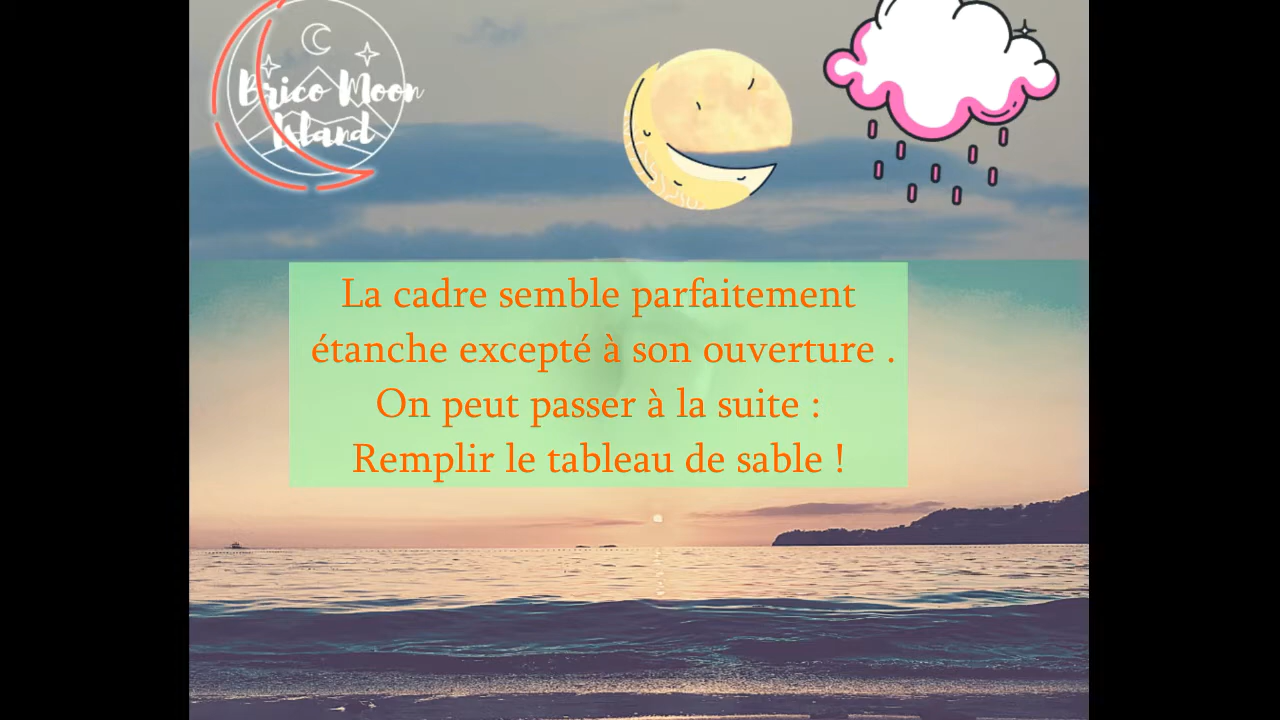 Brico Moon
Island
La cadre semble parfaitement
étanche excepté à son ouverture .
On peut passer à la suite :
Remplir le tableau de sable !